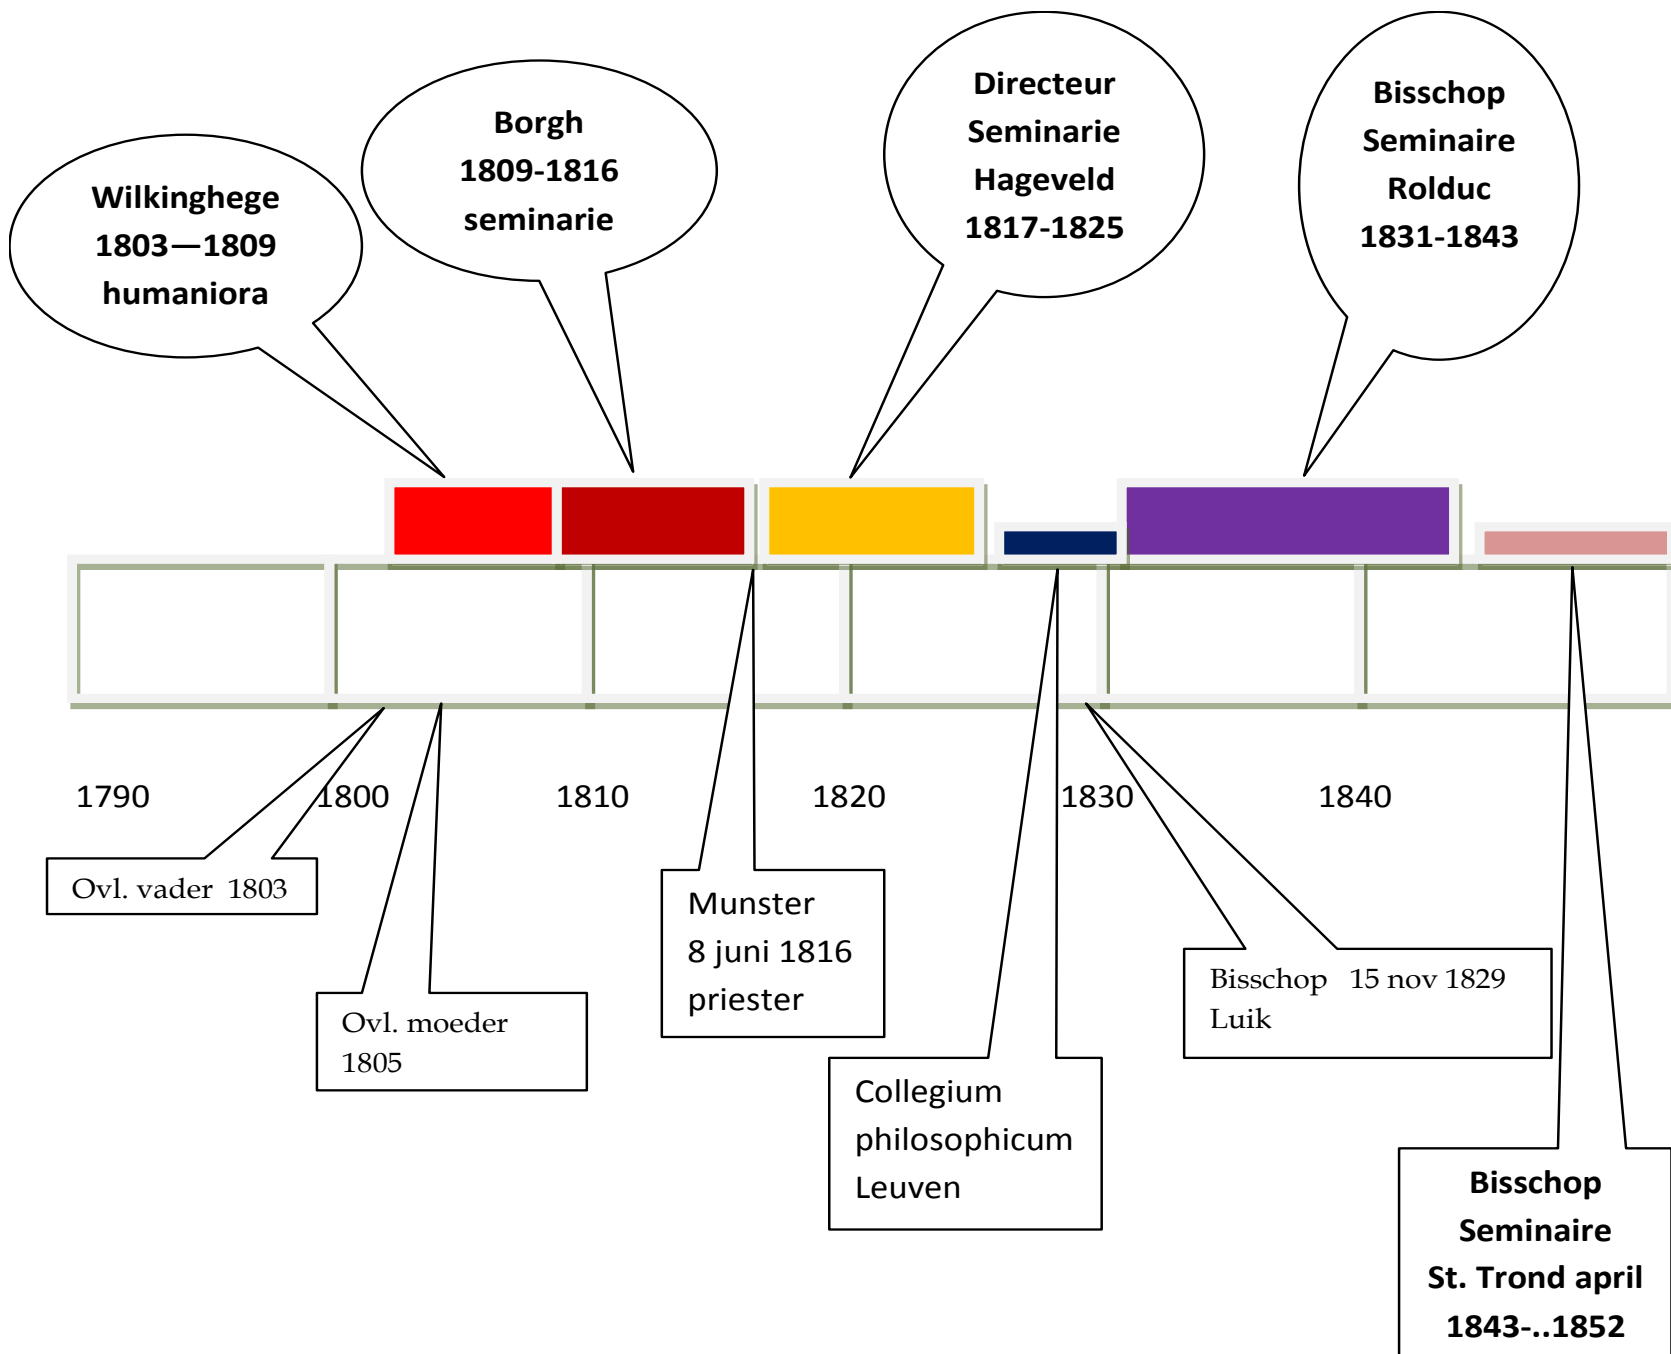 Wilkinghege
1803—1809
humaniora
Borgh
1809-1816
seminarie
Directeur
Seminarie
Hageveld
1817-1825
Bisschop
Seminaire
Rolduc
1831-1843
1790
1800
1810
1820
1830
1840
Ovl. vader  1803
Ovl. moeder
1805
Munster
8 juni 1816
priester
Collegium
philosophicum
Leuven
Bisschop   15 nov 1829
Luik
Bisschop
Seminaire
St. Trond april
1843-..1852